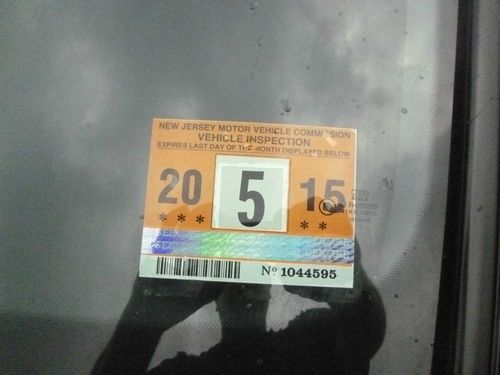 NEW JERSEY MOTOR VEHICLE COMMISSION
VEHICLE INSPECTION
EXPIRES LAST DAY OF THE MONTH DISPLAYED BELOW
20 5 15
* * * * *
Nº 1044595